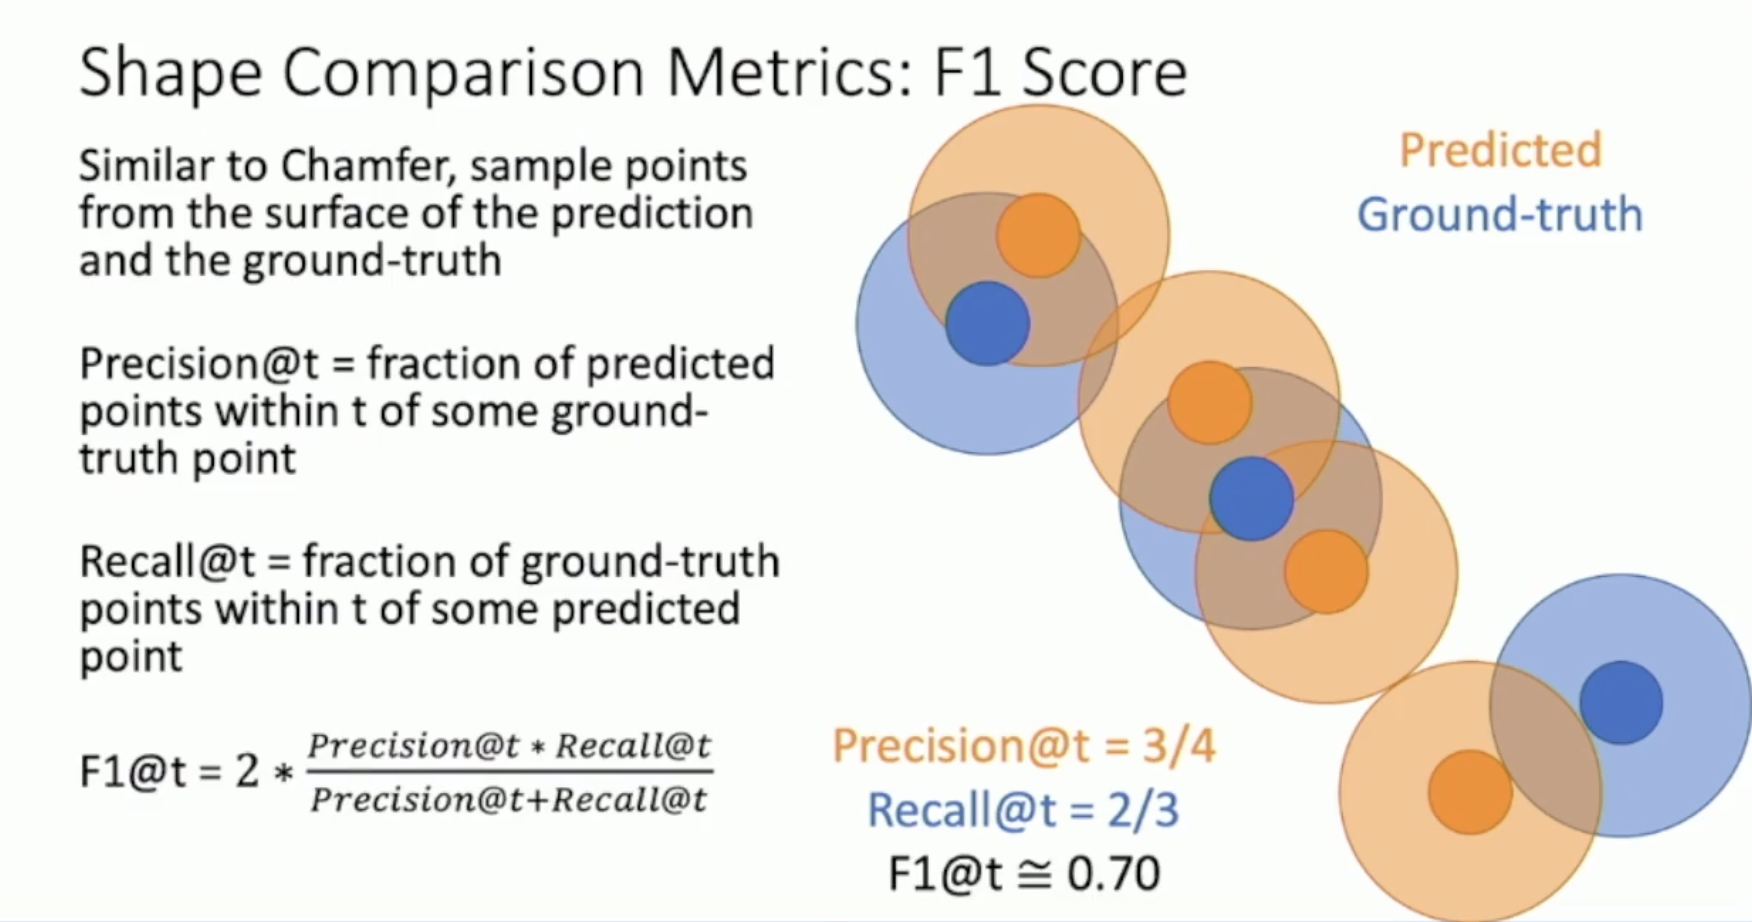 Shape Comparison Metrics: F1 Score
Similar to Chamfer, sample points
from the surface of the prediction
and the ground-truth
Precision@t = fraction of predicted
points within t of some ground-
truth point
Recall@t = fraction of ground-truth
points within t of some predicted
point
F1@t = 2 * Precision@t * Recall@t
Precision@t+Recall@t
Predicted
Ground-truth
Precision@t = 3/4
Recall@t = 2/3
F1@t ≅ 0.70